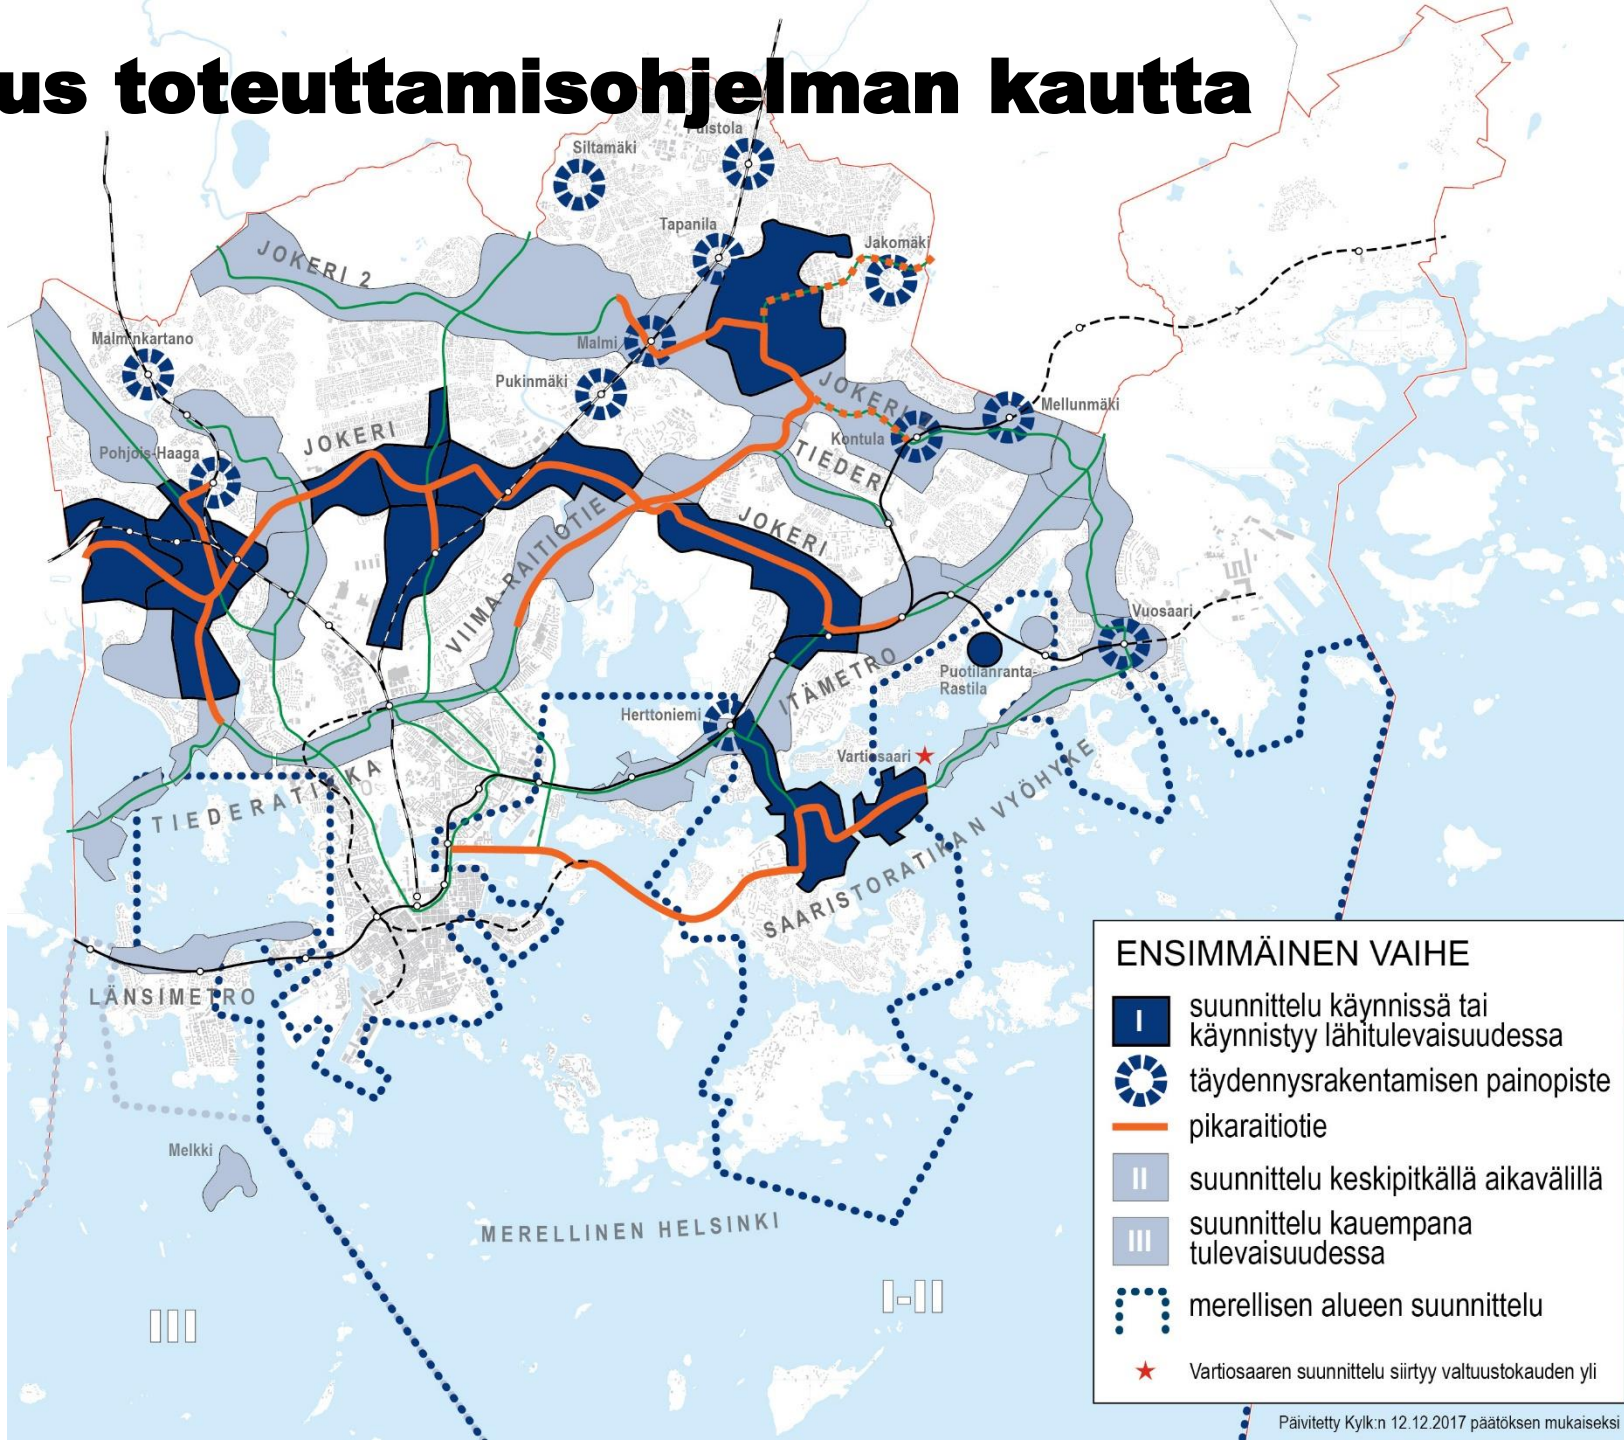 us toteuttamisohjelman kautta
Puistola
Siltamäki
Tapanila
Jakomäki
JOKERI 2
Malminkartano
Malmi
Pukinmäki
JOKERI 2
Mellunmäki
JOKERI
Kontula
Pohjois-Haaga
TIEDER
VIIMA-RAITIOTIE
JOKERI
Vuosaari
ITÄMETRO
Puotilanranta-
Rastila
Herttoniemi
Vartiosaari
TIEDERATIKKA
SAARISTORATIKAN VYÖHYKE
LÄNSIMETRO
Melkki
MERELLINEN HELSINKI
III
I-II
ENSIMMÄINEN VAIHE
I
suunnittelu käynnissä tai
käynnistyy lähitulevaisuudessa
täydennysrakentamisen painopiste
pikaraitiotie
II
suunnittelu keskipitkällä aikavälillä
III
suunnittelu kauempana
tulevaisuudessa
merellisen alueen suunnittelu
Vartiosaaren suunnittelu siirtyy valtuustokauden yli
Päivitetty Kylk:n 12.12.2017 päätöksen mukaiseksi